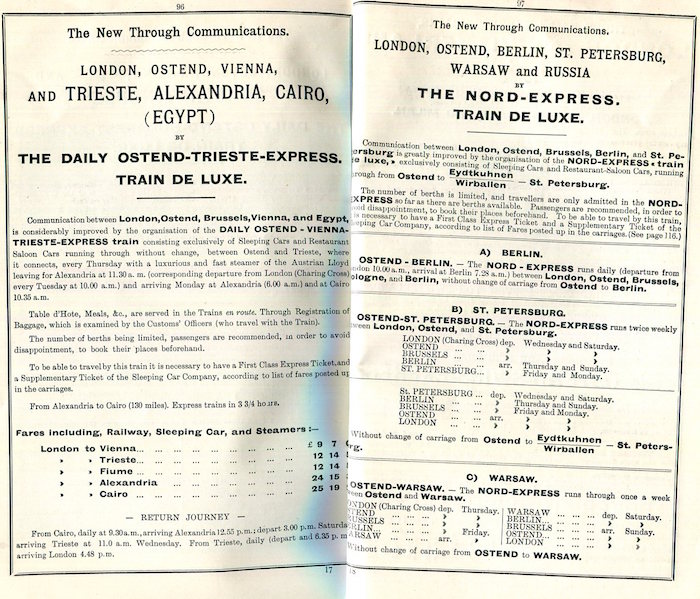 96
The New Through Communications.
LONDON, OSTEND, VIENNA,
AND TRIESTE, ALEXANDRIA, CAIRO,
(EGYPT)
BY
THE DAILY OSTEND-TRIESTE-EXPRESS.
TRAIN DE LUXE.
Communication between London,Ostend, Brussels,Vienna, and Egypt,
is considerably improved by the organisation of the DAILY OSTEND - VIENNA-
TRIESTE-EXPRESS train consisting exclusively of Sleeping Cars and Restaurant
Saloon Cars running through without change, between Ostend and Trieste, where
it connects, every Thursday with a luxurious and fast steamer of the Austrian Lloyd
leaving for Alexandria at 11.30 a. m. (corresponding departure from London (Charing Cross)
every Tuesday at 10.00 a. m.) and arriving Monday at Alexandria (6.00 a.m.) and at Cairo
10.35 a.m.
Table d'Hote, Meals, &c., are served in the Trains en route. Through Registration of
Baggage, which is examined by the Customs' Officers (who travel with the Train).
The number of berths being limited, passengers are recommended, in order to avoid
disappointment, to book their places beforehand.
To be able to travel by this train it is necessary to have a First Class Express Ticket, and
a Supplementary Ticket of the Sleeping Car Company, according to list of fares posted up
in the carriages.
From Alexandria to Cairo (130 miles). Express trains in 3 3/4 hours.
Fares including, Railway, Sleeping Car, and Steamers :—
London to Vienna... ... ... ... ... ... £ 9 7
» » Trieste... ... ... ... ... ... 12 14
» » Fiume ... ... ... ... ... ... 12 14
» » Alexandria ... ... ... ... ... 24 15
» » Cairo ... ... ... ... ... ... 25 19
— RETURN JOURNEY —
From Cairo, daily at 9.30 a.m., arriving Alexandria 12.55 p.m.; depart 3.00 p.m. Saturda
arriving Trieste at 11.0 a.m. Wednesday. From Trieste, daily (depart and 6.35 p. m
arriving London 4.48 p.m.
17
97
The New Through Communications.
LONDON, OSTEND, BERLIN, ST. PETERSBURG,
WARSAW and RUSSIA
BY
THE NORD-EXPRESS.
TRAIN DE LUXE.
Communication between London, Ostend, Brussels, Berlin, and St. Pe-
ersburg is greatly improved by the organisation of the NORD-EXPRESS « train
e luxe, » exclusively consisting of Sleeping Cars and Restaurant-Saloon Cars, running
rough from Ostend to Eydtkuhnen
Wirballen — St. Petersburg.
The number of berths is limited, and travellers are only admitted in the NORD-
EXPRESS so far as there are berths available. Passengers are recommended, in order to
void disappointment, to book their places beforehand. To be able to travel by this train,
is necessary to have a First Class Express Ticket and a Supplementary Ticket of the
eeping Car Company, according to list of Fares posted up in the carriages. (See page 116.)
A) BERLIN.
OSTEND - BERLIN. — The NORD - EXPRESS runs daily (departure from
ndon 10.00 a.m., arrival at Berlin 7.28 a.m.) between London, Ostend, Brussels,
ologne, and Berlin, without change of carriage from Ostend to Berlin.
B) ST. PETERSBURG.
OSTEND-ST. PETERSBURG. — The NORD-EXPRESS runs twice weekly
ween London, Ostend, and St. Petersburg.
LONDON (Charing Cross) dep. Wednesday and Saturday.
OSTEND ... ... » » »
BRUSSELS ... ... » » »
BERLIN ... ... arr. Thursday and Sunday.
ST. PETERSBURG... » Friday and Monday.
St. PETERSBURG ... dep. Wednesday and Saturday.
BERLIN ... ... » Thursday and Sunday.
BRUSSELS ... ... » Friday and Monday.
OSTEND ... ... arr. » »
LONDON ... ... » » »
Without change of carriage from Ostend to Eydtkuhnen
Wirballen — St. Peters-
rg.
C) WARSAW.
OSTEND-WARSAW. — The NORD-EXPRESS runs through once a week
een Ostend and Warsaw.
NDON (Charing Cross) dep. Thursday. WARSAW ... ... dep. Saturday.
TEND ... ... » » BERLIN... ... » »
USSELS ... ... » » BRUSSELS ... ... » Sunday.
RLIN ... ... arr. Friday. OSTEND... ... arr. »
ARSAW ... ... » » LONDON ... ... » »
Without change of carriage from OSTEND to WARSAW.
18